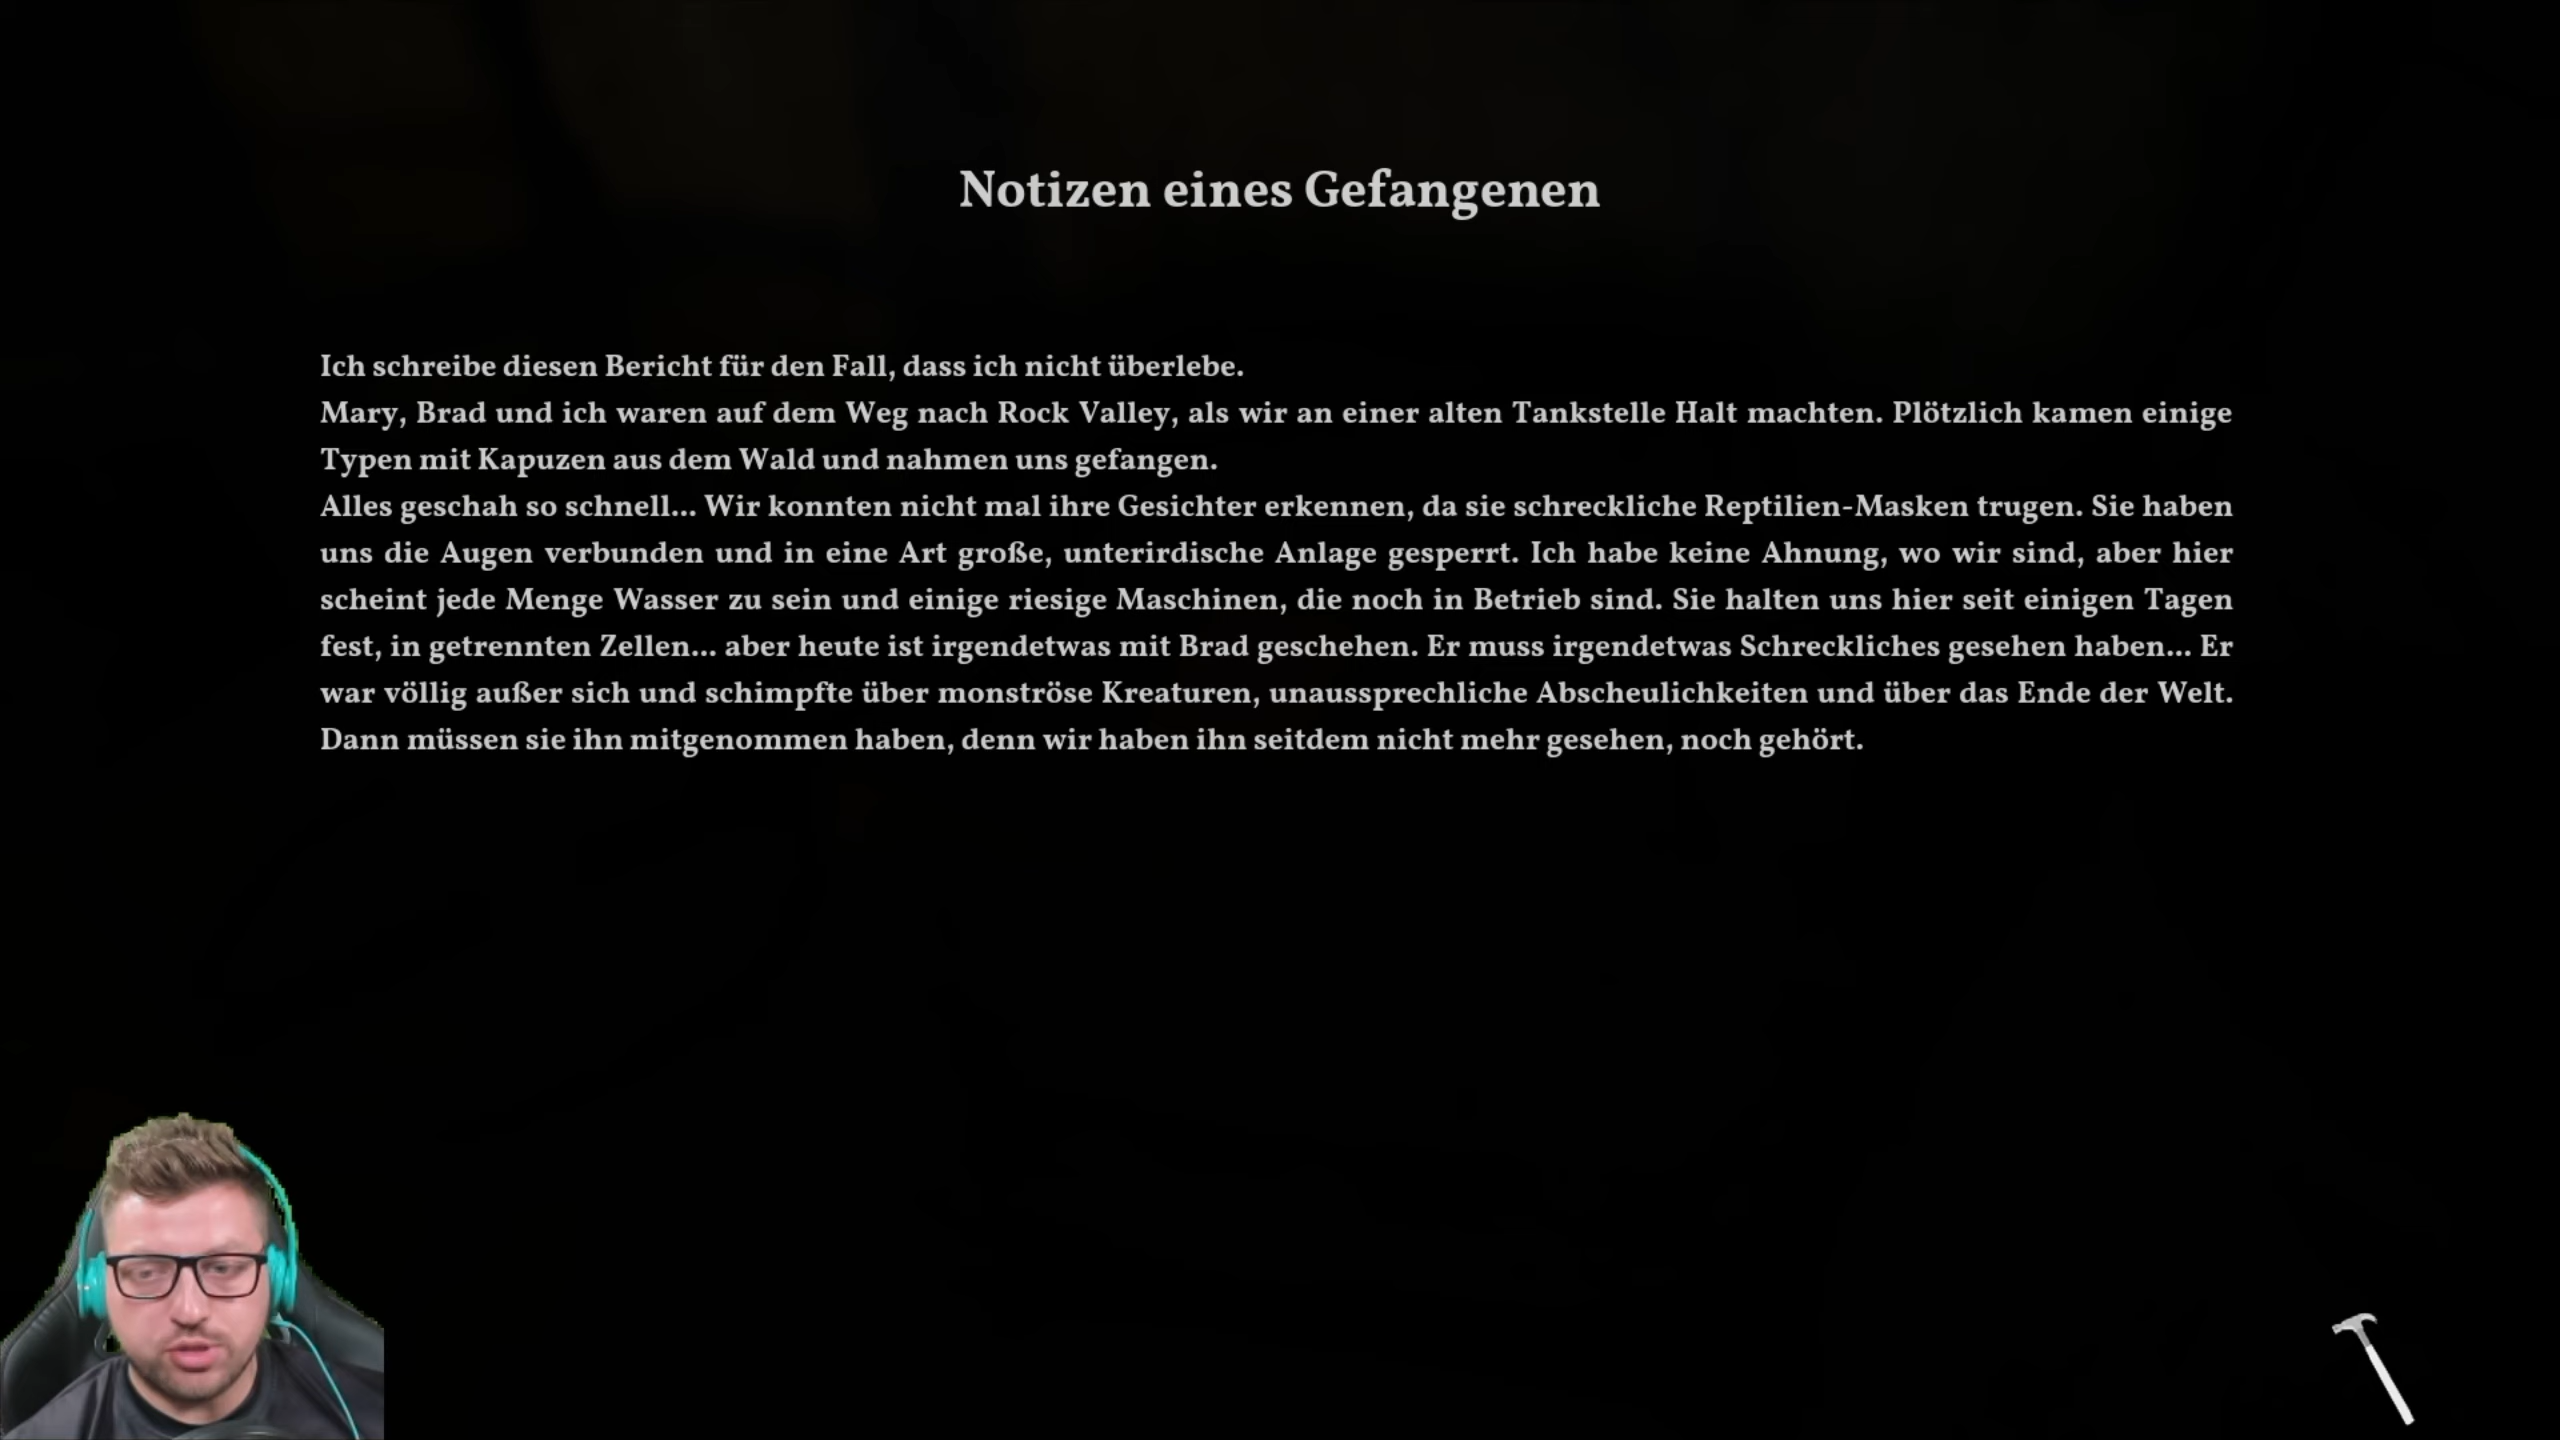 Notizen eines Gefangenen
Ich schreibe diesen Bericht für den Fall, dass ich nicht überlebe.
Mary, Brad und ich waren auf dem Weg nach Rock Valley, als wir an einer alten Tankstelle Halt machten. Plötzlich kamen einige
Typen mit Kapuzen aus dem Wald und nahmen uns gefangen.
Alles geschah so schnell... Wir konnten nicht mal ihre Gesichter erkennen, da sie schreckliche Reptilien-Masken trugen. Sie haben
uns die Augen verbunden und in eine Art große, unterirdische Anlage gesperrt. Ich habe keine Ahnung, wo wir sind, aber hier
scheint jede Menge Wasser zu sein und einige riesige Maschinen, die noch in Betrieb sind. Sie halten uns hier seit einigen Tagen
fest, in getrennten Zellen... aber heute ist irgendetwas mit Brad geschehen. Er muss irgendetwas Schreckliches gesehen haben... Er
war völlig außer sich und schimpfte über monströse Kreaturen, unaussprechliche Abscheulichkeiten und über das Ende der Welt.
Dann müssen sie ihn mitgenommen haben, denn wir haben ihn seitdem nicht mehr gesehen, noch gehört.